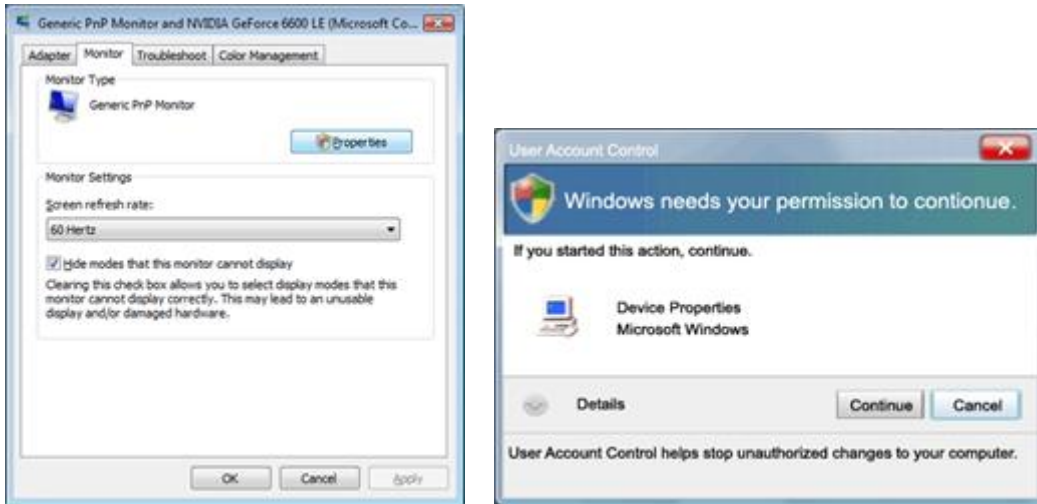 Generic PnP Monitor and NVIDIA GeForce 6600 LE (Microsoft Co...
Adapter Monitor Troubleshoot Color Management
Monitor Type
Generic PnP Monitor
Properties
Monitor Settings
Screen refresh rate:
60 Hertz
Hide modes that this monitor cannot display
Clearing this check box allows you to select display modes that this
monitor cannot display correctly. This may lead to an unusable
display and/or damaged hardware.
OK Cancel Apply
User Account Control
Windows needs your permission to contionue.
If you started this action, continue.
Device Properties
Microsoft Windows
Details Continue Cancel
User Account Control helps stop unauthorized changes to your computer.